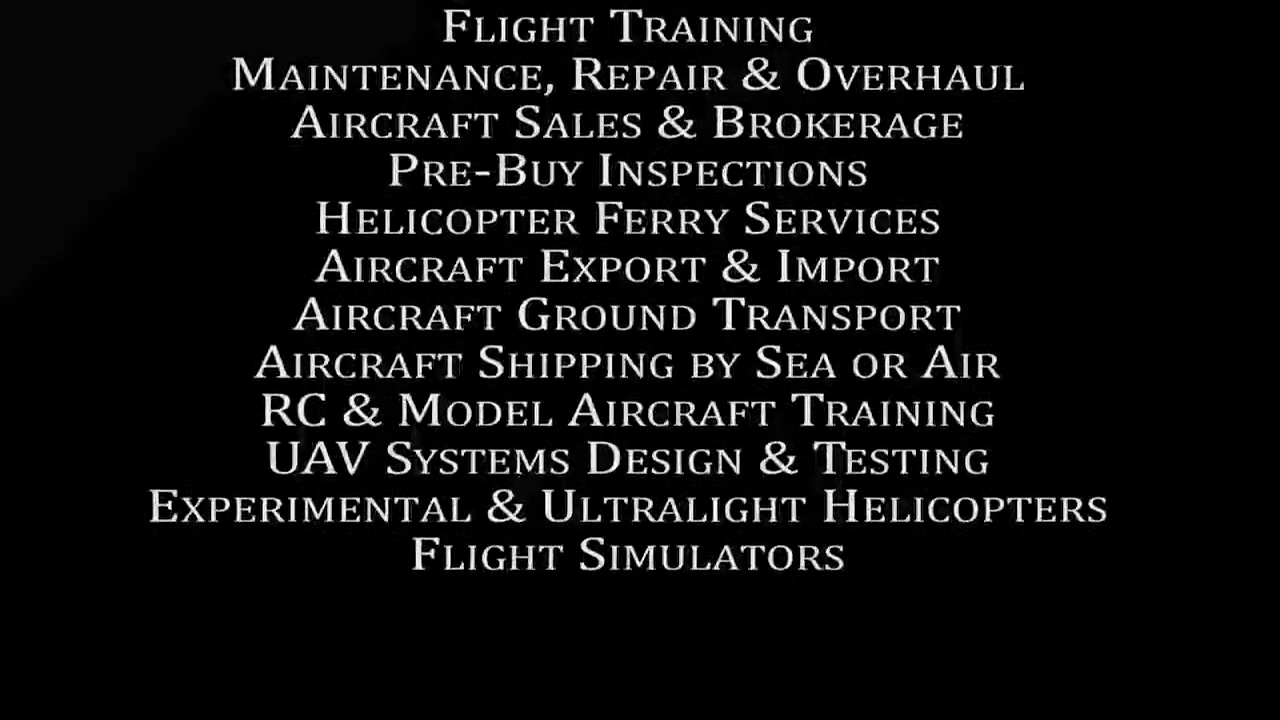 Flight Training
Maintenance, Repair & Overhaul
Aircraft Sales & Brokerage
Pre-Buy Inspections
Helicopter Ferry Services
Aircraft Export & Import
Aircraft Ground Transport
Aircraft Shipping by Sea or Air
RC & Model Aircraft Training
UAV Systems Design & Testing
Experimental & Ultralight Helicopters
Flight Simulators